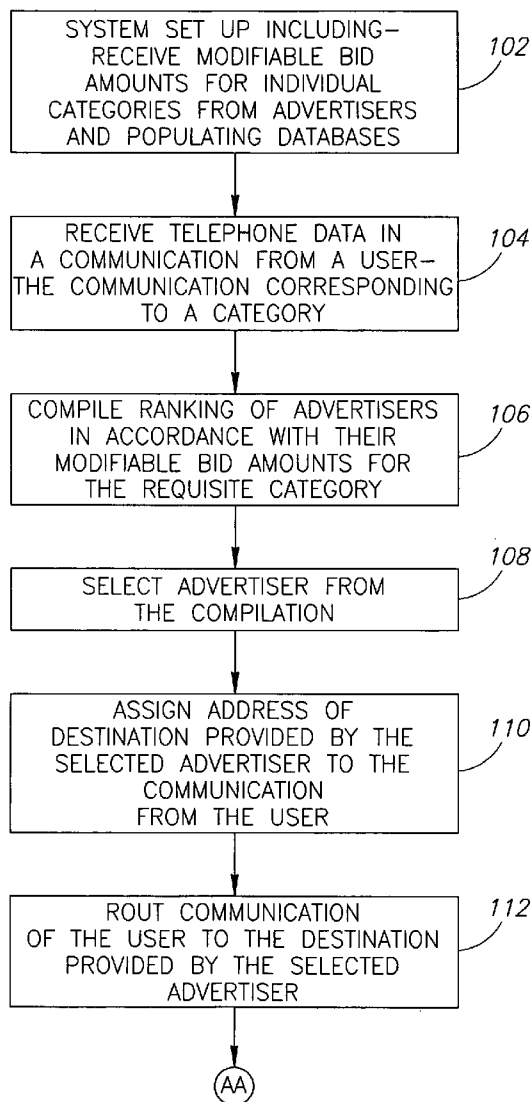 SYSTEM SET UP INCLUDING–
RECEIVE MODIFIABLE BID
AMOUNTS FOR INDIVIDUAL
CATEGORIES FROM ADVERTISERS
AND POPULATING DATABASES
102
RECEIVE TELEPHONE DATA IN
A COMMUNICATION FROM A USER–
THE COMMUNICATION CORRESPONDING
TO A CATEGORY
104
COMPILE RANKING OF ADVERTISERS
IN ACCORDANCE WITH THEIR
MODIFIABLE BID AMOUNTS FOR
THE REQUISITE CATEGORY
106
SELECT ADVERTISER FROM
THE COMPILATION
108
ASSIGN ADDRESS OF
DESTINATION PROVIDED BY THE
SELECTED ADVERTISER TO THE
COMMUNICATION
FROM THE USER
110
ROUT COMMUNICATION
OF THE USER TO THE DESTINATION
PROVIDED BY THE SELECTED
ADVERTISER
112
AA